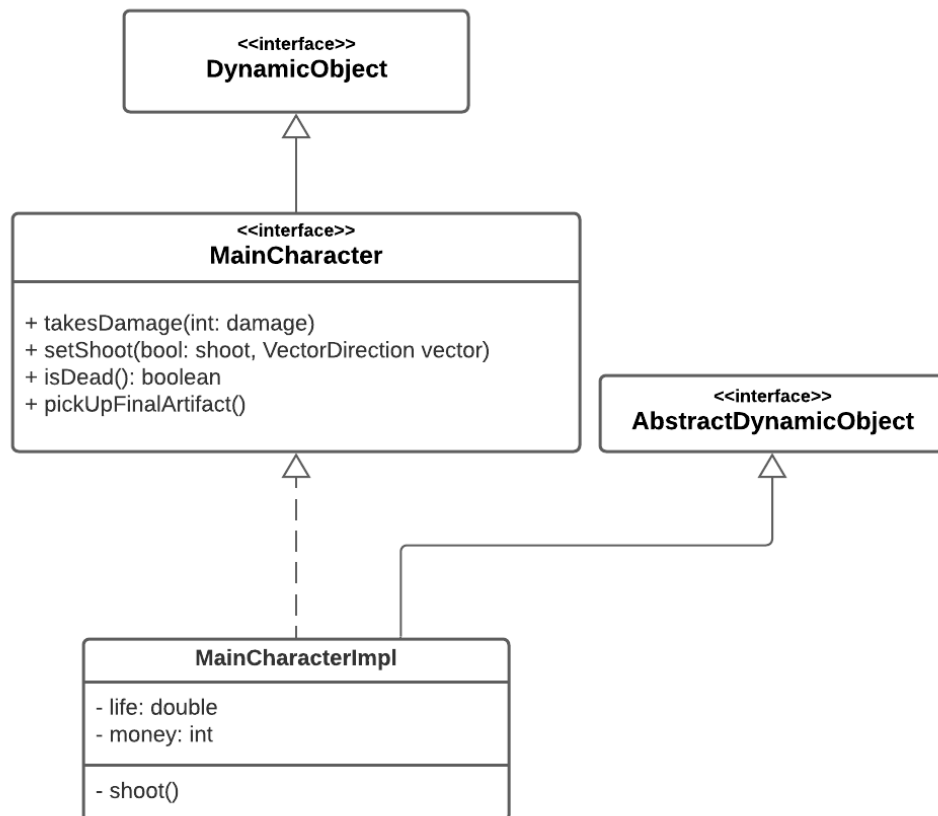 <<interface>>
DynamicObject
<<interface>>
MainCharacter
+ takesDamage(int: damage)
+ setShoot(bool: shoot, VectorDirection vector)
+ isDead(): boolean
+ pickUpFinalArtifact()
<<interface>>
AbstractDynamicObject
MainCharacterImpl
- life: double
- money: int
- shoot()